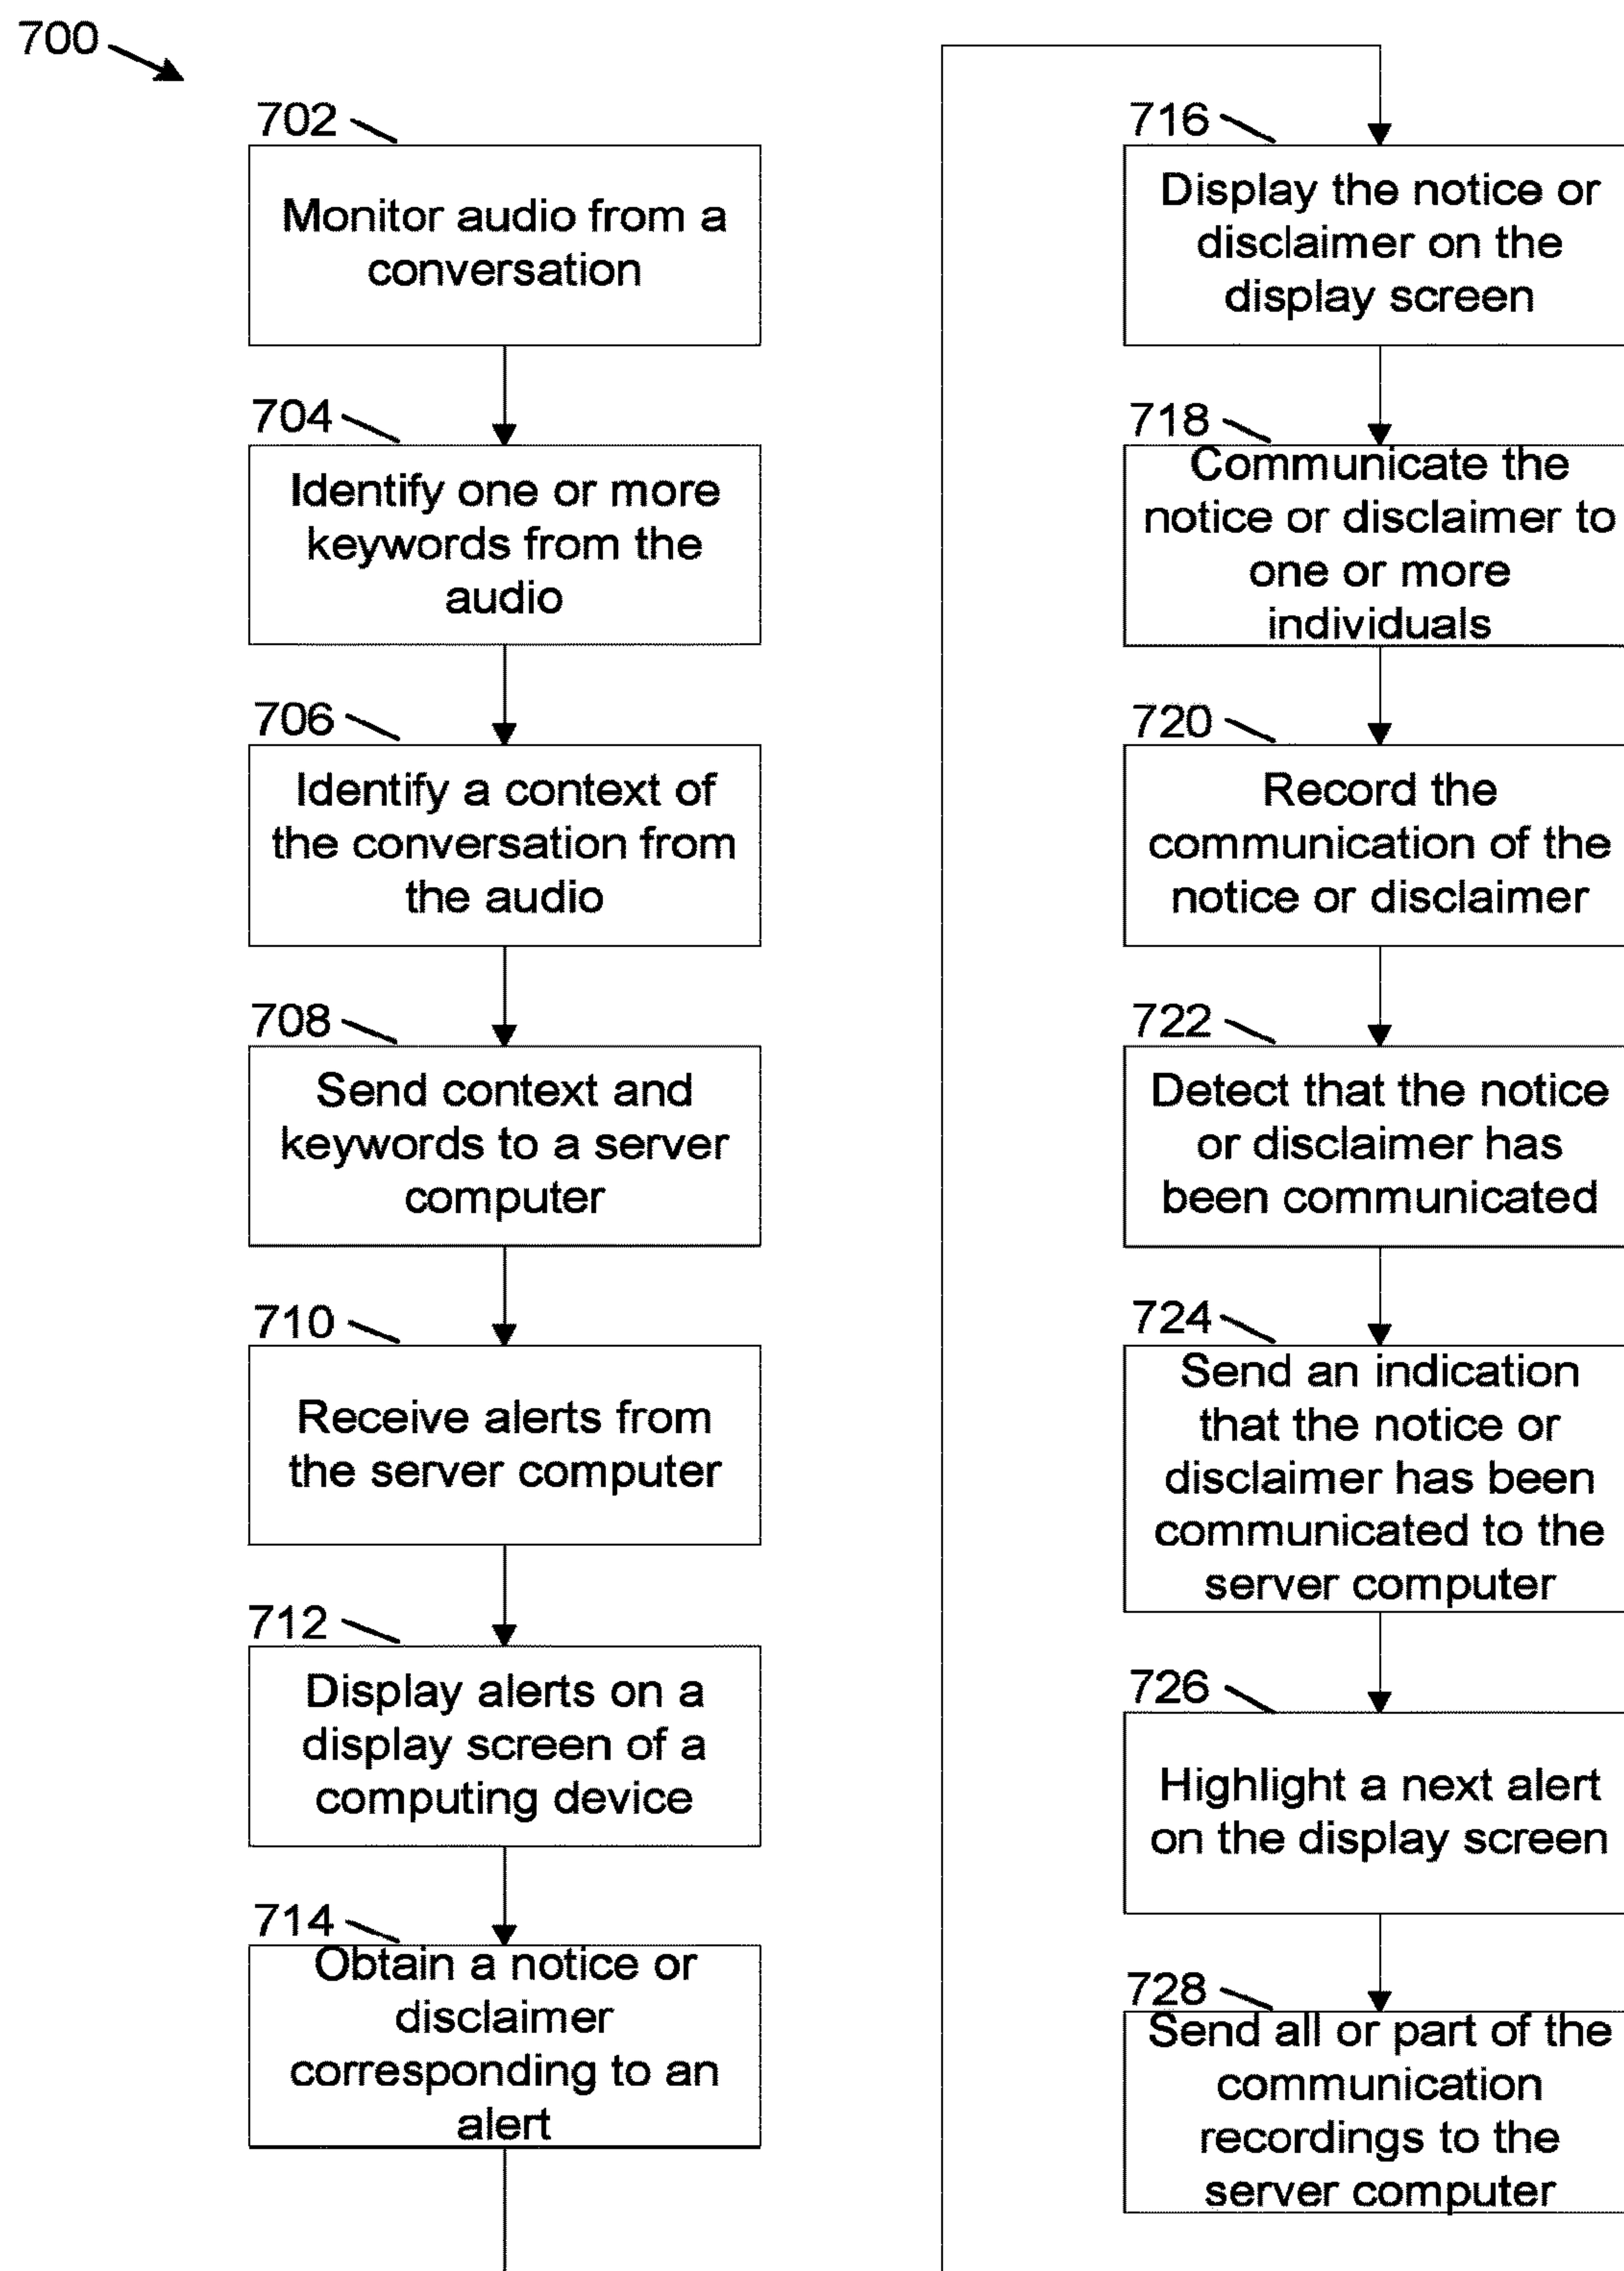 700
702
Monitor audio from a
conversation
704
Identify one or more
keywords from the
audio
706
Identify a context of
the conversation from
the audio
708
Send context and
keywords to a server
computer
710
Receive alerts from
the server computer
712
Display alerts on a
display screen of a
computing device
714
Obtain a notice or
disclaimer
corresponding to an
alert
716
Display the notice or
disclaimer on the
display screen
718
Communicate the
notice or disclaimer to
one or more
individuals
720
Record the
communication of the
notice or disclaimer
722
Detect that the notice
or disclaimer has
been communicated
724
Send an indication
that the notice or
disclaimer has been
communicated to the
server computer
726
Highlight a next alert
on the display screen
728
Send all or part of the
communication
recordings to the
server computer